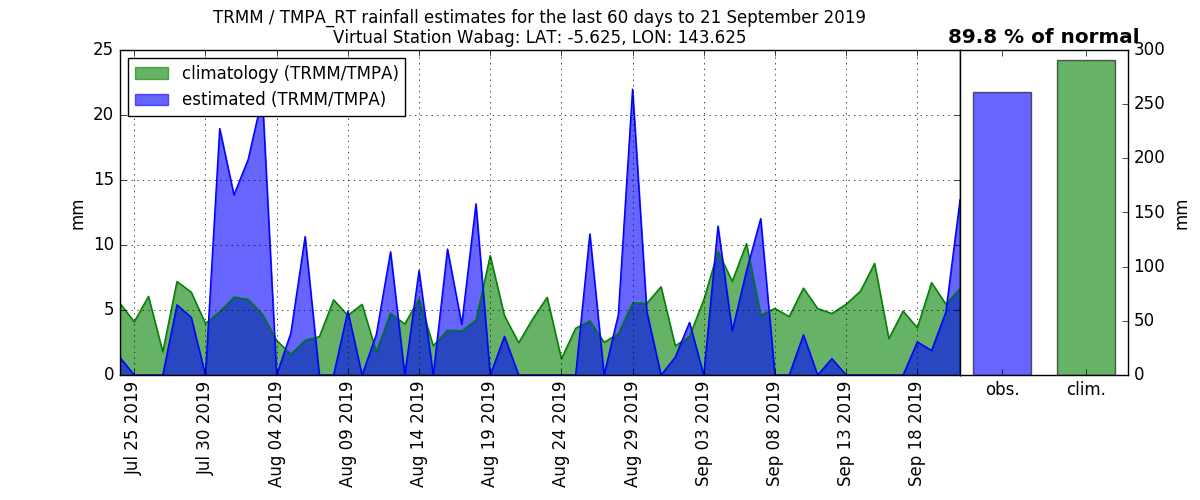 TRMM / TMPA_RT rainfall estimates for the last 60 days to 21 September 2019
Virtual Station Wabag: LAT: -5.625, LON: 143.625
89.8 % of normal
climatology (TRMM/TMPA)
estimated (TRMM/TMPA)
25
20
15
10
5
0
mm
300
250
200
150
100
50
0
mm
obs.
clim.
Jul 25 2019
Jul 30 2019
Aug 04 2019
Aug 09 2019
Aug 14 2019
Aug 19 2019
Aug 24 2019
Aug 29 2019
Sep 03 2019
Sep 08 2019
Sep 13 2019
Sep 18 2019